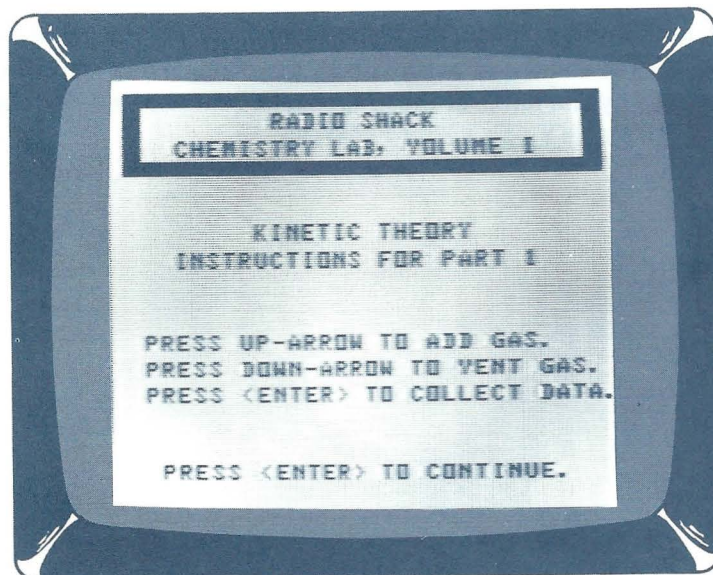 RADIO SHACK
CHEMISTRY LAB, VOLUME I
KINETIC THEORY
INSTRUCTIONS FOR PART 1
PRESS UP-ARROW TO ADD GAS.
PRESS DOWN-ARROW TO VENT GAS.
PRESS <ENTER> TO COLLECT DATA.
PRESS <ENTER> TO CONTINUE.